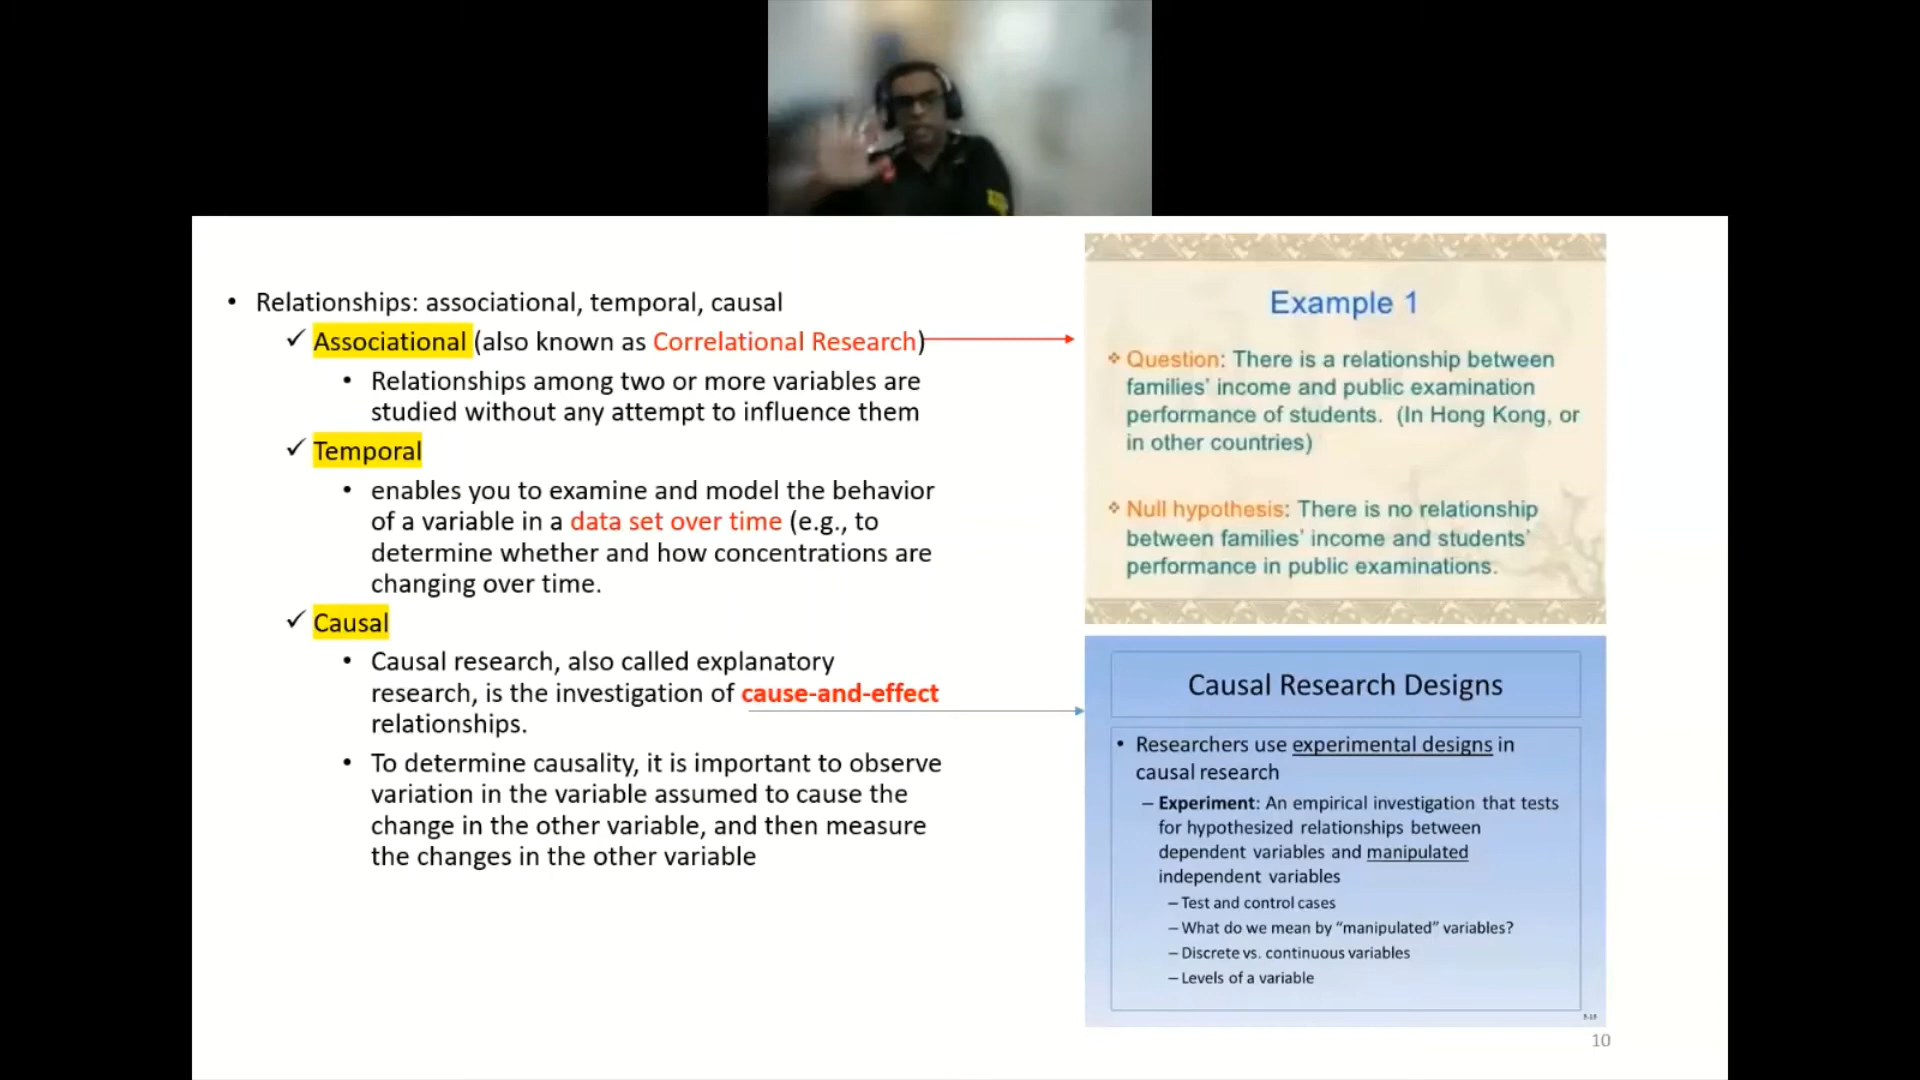 • Relationships: associational, temporal, causal
✓ Associational (also known as Correlational Research)
• Relationships among two or more variables are
studied without any attempt to influence them
✓ Temporal
• enables you to examine and model the behavior
of a variable in a data set over time (e.g., to
determine whether and how concentrations are
changing over time.
✓ Causal
• Causal research, also called explanatory
research, is the investigation of cause-and-effect
relationships.
• To determine causality, it is important to observe
variation in the variable assumed to cause the
change in the other variable, and then measure
the changes in the other variable
Example 1
❖ Question: There is a relationship between
families' income and public examination
performance of students. (In Hong Kong, or
in other countries)
❖ Null hypothesis: There is no relationship
between families' income and students'
performance in public examinations.
Causal Research Designs
• Researchers use experimental designs in
causal research
– Experiment: An empirical investigation that tests
for hypothesized relationships between
dependent variables and manipulated
independent variables
– Test and control cases
– What do we mean by “manipulated” variables?
– Discrete vs. continuous variables
– Levels of a variable
10